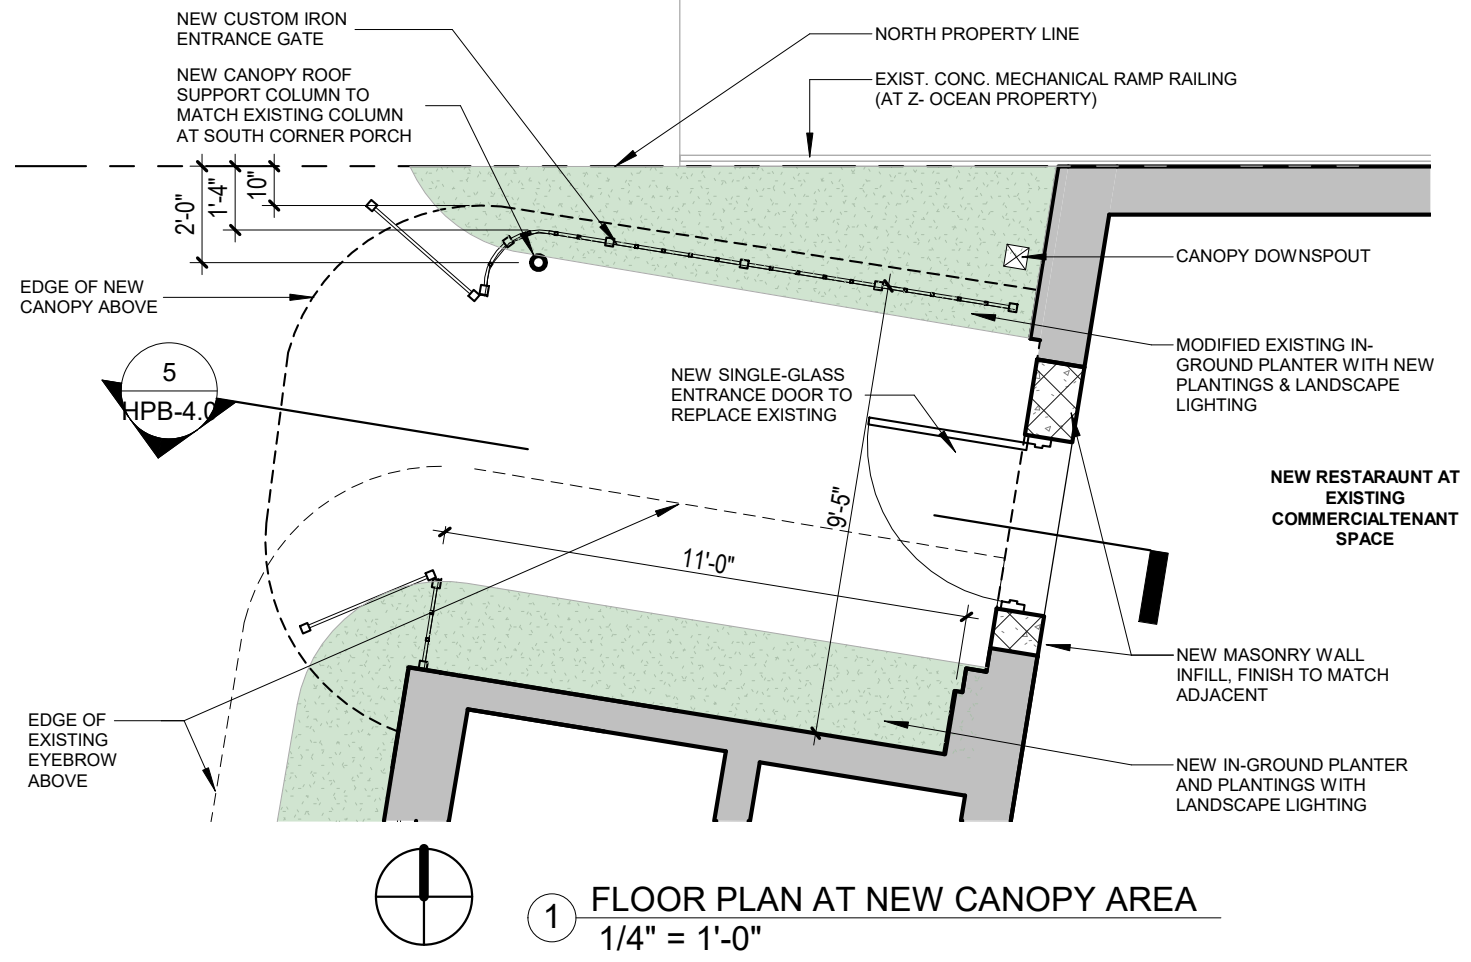 NEW CUSTOM IRON
ENTRANCE GATE
NEW CANOPY ROOF
SUPPORT COLUMN TO
MATCH EXISTING COLUMN
AT SOUTH CORNER PORCH
NORTH PROPERTY LINE
EXIST. CONC. MECHANICAL RAMP RAILING
(AT Z- OCEAN PROPERTY)
2'-0"
1'-4"
10"
CANOPY DOWNSPOUT
EDGE OF NEW
CANOPY ABOVE
MODIFIED EXISTING IN-
GROUND PLANTER WITH NEW
PLANTINGS & LANDSCAPE
LIGHTING
5
HPB-4.0
NEW SINGLE-GLASS
ENTRANCE DOOR TO
REPLACE EXISTING
NEW RESTARAUNT AT
EXISTING
COMMERCIALTENANT
SPACE
9'-5"
11'-0"
NEW MASONRY WALL
INFILL, FINISH TO MATCH
ADJACENT
EDGE OF
EXISTING
EYEBROW
ABOVE
NEW IN-GROUND PLANTER
AND PLANTINGS WITH
LANDSCAPE LIGHTING
1
FLOOR PLAN AT NEW CANOPY AREA
1/4" = 1'-0"